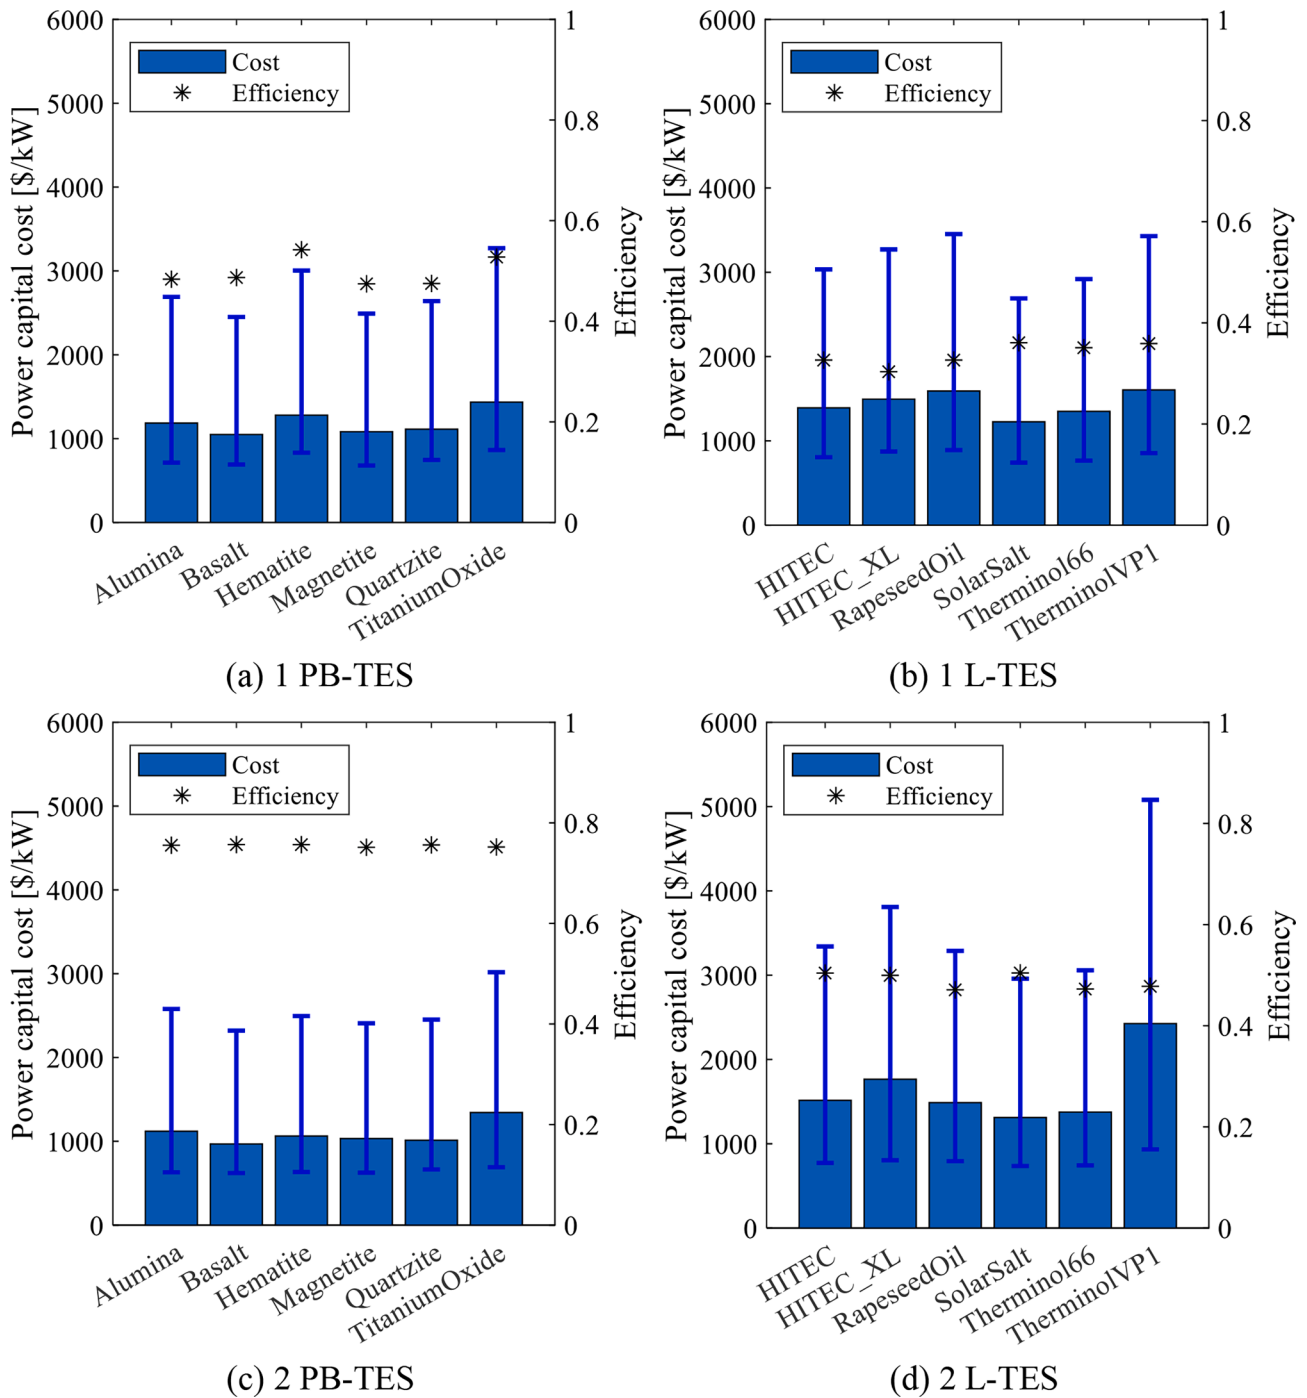 Power capital cost [$/kW]
6000
5000
4000
3000
2000
1000
0
Cost
Efficiency
1
0.8
0.6
0.4
0.2
0
Efficiency
Alumina
Basalt
Hematite
Magnetite
Quartzite
TitaniumOxide
(a) 1 PB-TES
Power capital cost [$/kW]
6000
5000
4000
3000
2000
1000
0
Cost
Efficiency
1
0.8
0.6
0.4
0.2
0
Efficiency
HITEC
HITEC_XL
RapeseedOil
SolarSalt
Therminol66
TherminolVP1
(b) 1 L-TES
Power capital cost [$/kW]
6000
5000
4000
3000
2000
1000
0
Cost
Efficiency
1
0.8
0.6
0.4
0.2
0
Efficiency
Alumina
Basalt
Hematite
Magnetite
Quartzite
TitaniumOxide
(c) 2 PB-TES
Power capital cost [$/kW]
6000
5000
4000
3000
2000
1000
0
Cost
Efficiency
1
0.8
0.6
0.4
0.2
0
Efficiency
HITEC
HITEC_XL
RapeseedOil
SolarSalt
Therminol66
TherminolVP1
(d) 2 L-TES